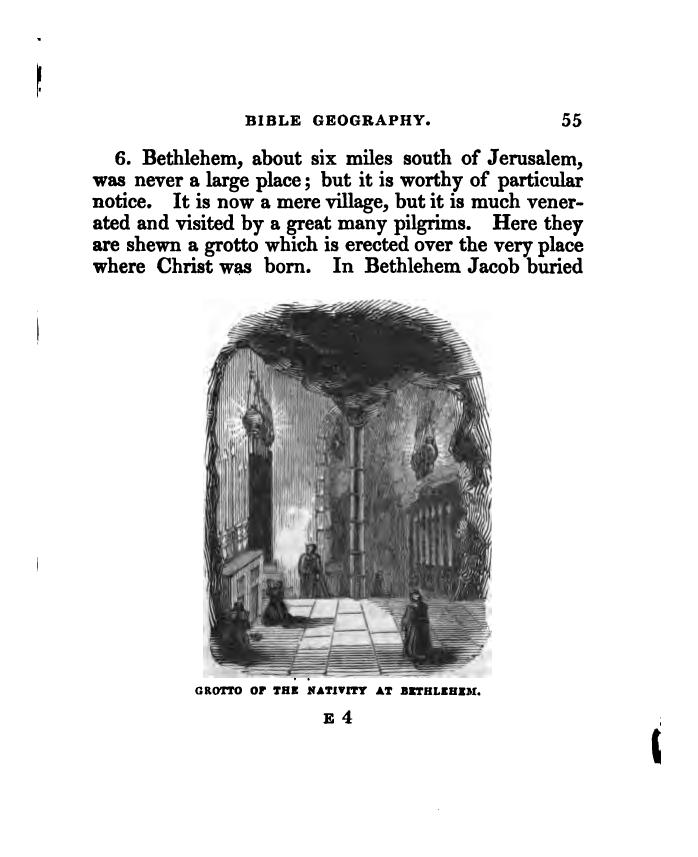 BIBLE GEOGRAPHY. 55
6. Bethlehem, about six miles south of Jerusalem,
was never a large place; but it is worthy of particular
notice. It is now a mere village, but it is much vener-
ated and visited by a great many pilgrims. Here they
are shewn a grotto which is erected over the very place
where Christ was born. In Bethlehem Jacob buried
GROTTO OF THE NATIVITY AT BETHLEHEM.
E 4